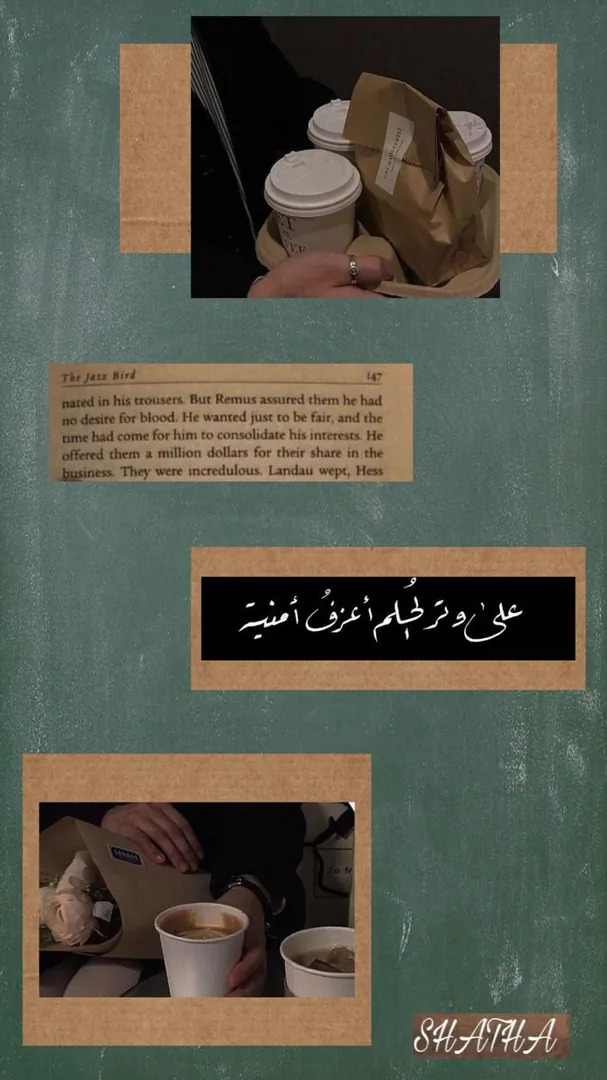 The Jazz Bird 147
nated in his trousers. But Remus assured them he had
no desire for blood. He wanted just to be fair, and the
time had come for him to consolidate his interests. He
offered them a million dollars for their share in the
business. They were incredulous. Landau wept, Hess
على وتر الحُلم أعزفُ أمنية
London
Jo M
SHATHA